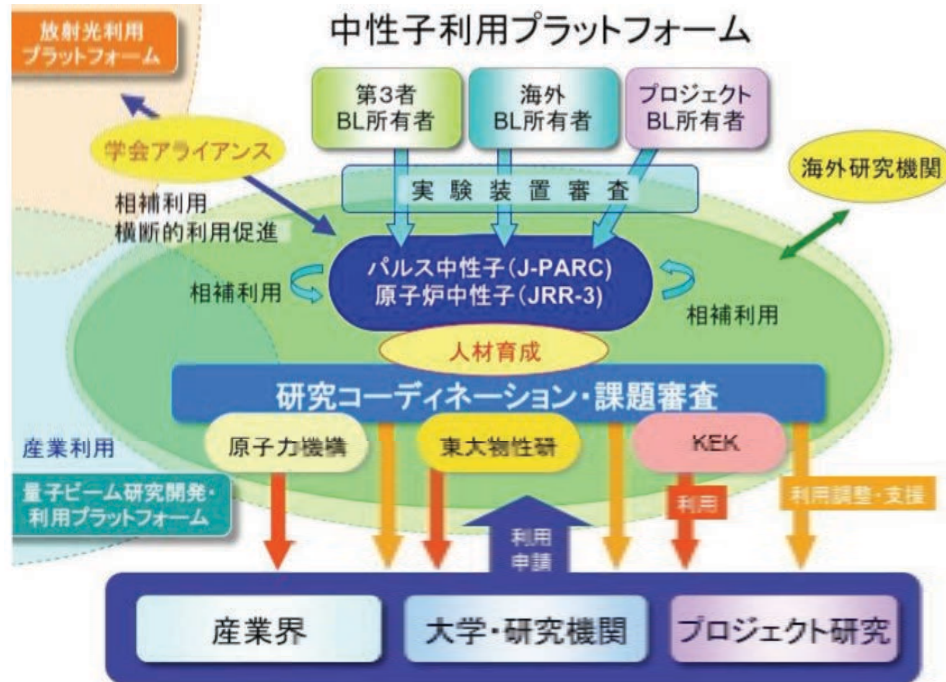 中性子利用プラットフォーム
放射光利用
プラットフォーム
第3者
BL所有者
海外
BL所有者
プロジェクト
BL所有者
学会アライアンス
海外研究機関
実験装置審査
相補利用
横断的利用促進
パルス中性子(J-PARC)
原子炉中性子(JRR-3)
相補利用
相補利用
人材育成
研究コーディネーション・課題審査
原子力機構
東大物性研
KEK
産業利用
量子ビーム研究開発・
利用プラットフォーム
利用
利用調整・支援
利用
申請
産業界
大学・研究機関
プロジェクト研究